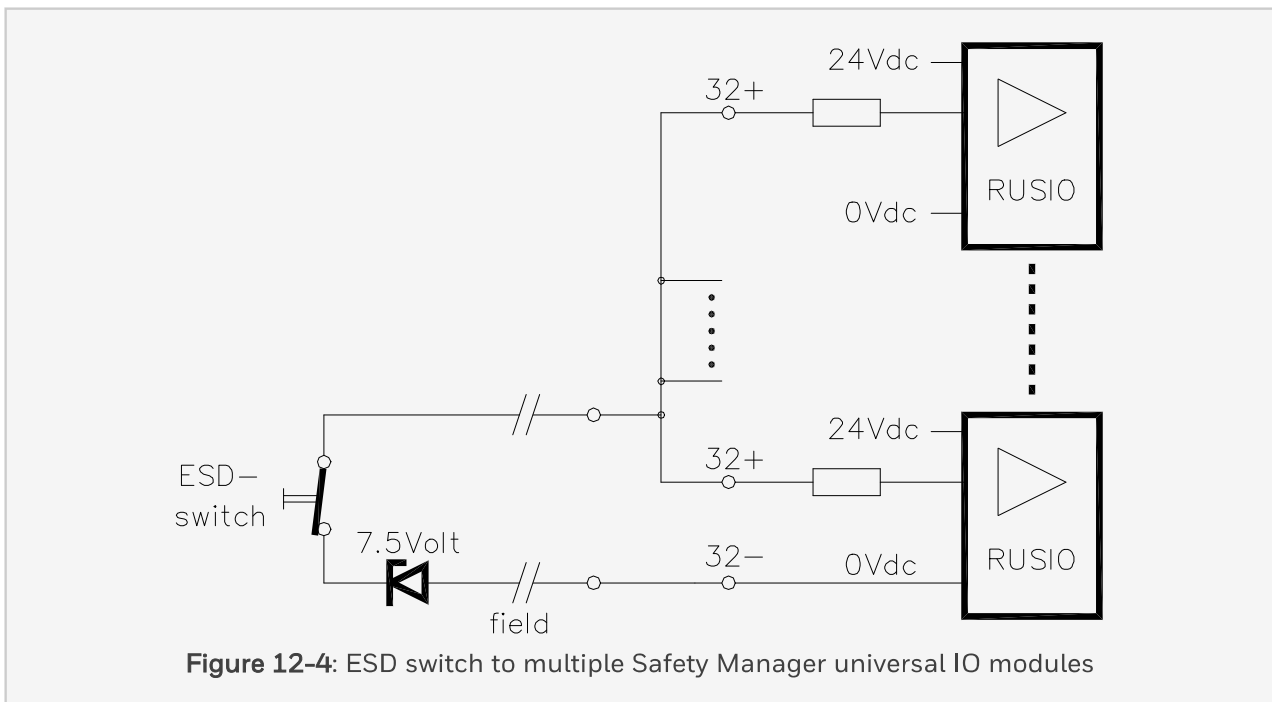 24Vdc
32+
RUSIO
0Vdc
24Vdc
32+
ESD-
switch
7.5Volt
32-
0Vdc
RUSIO
field
Figure 12-4: ESD switch to multiple Safety Manager universal IO modules